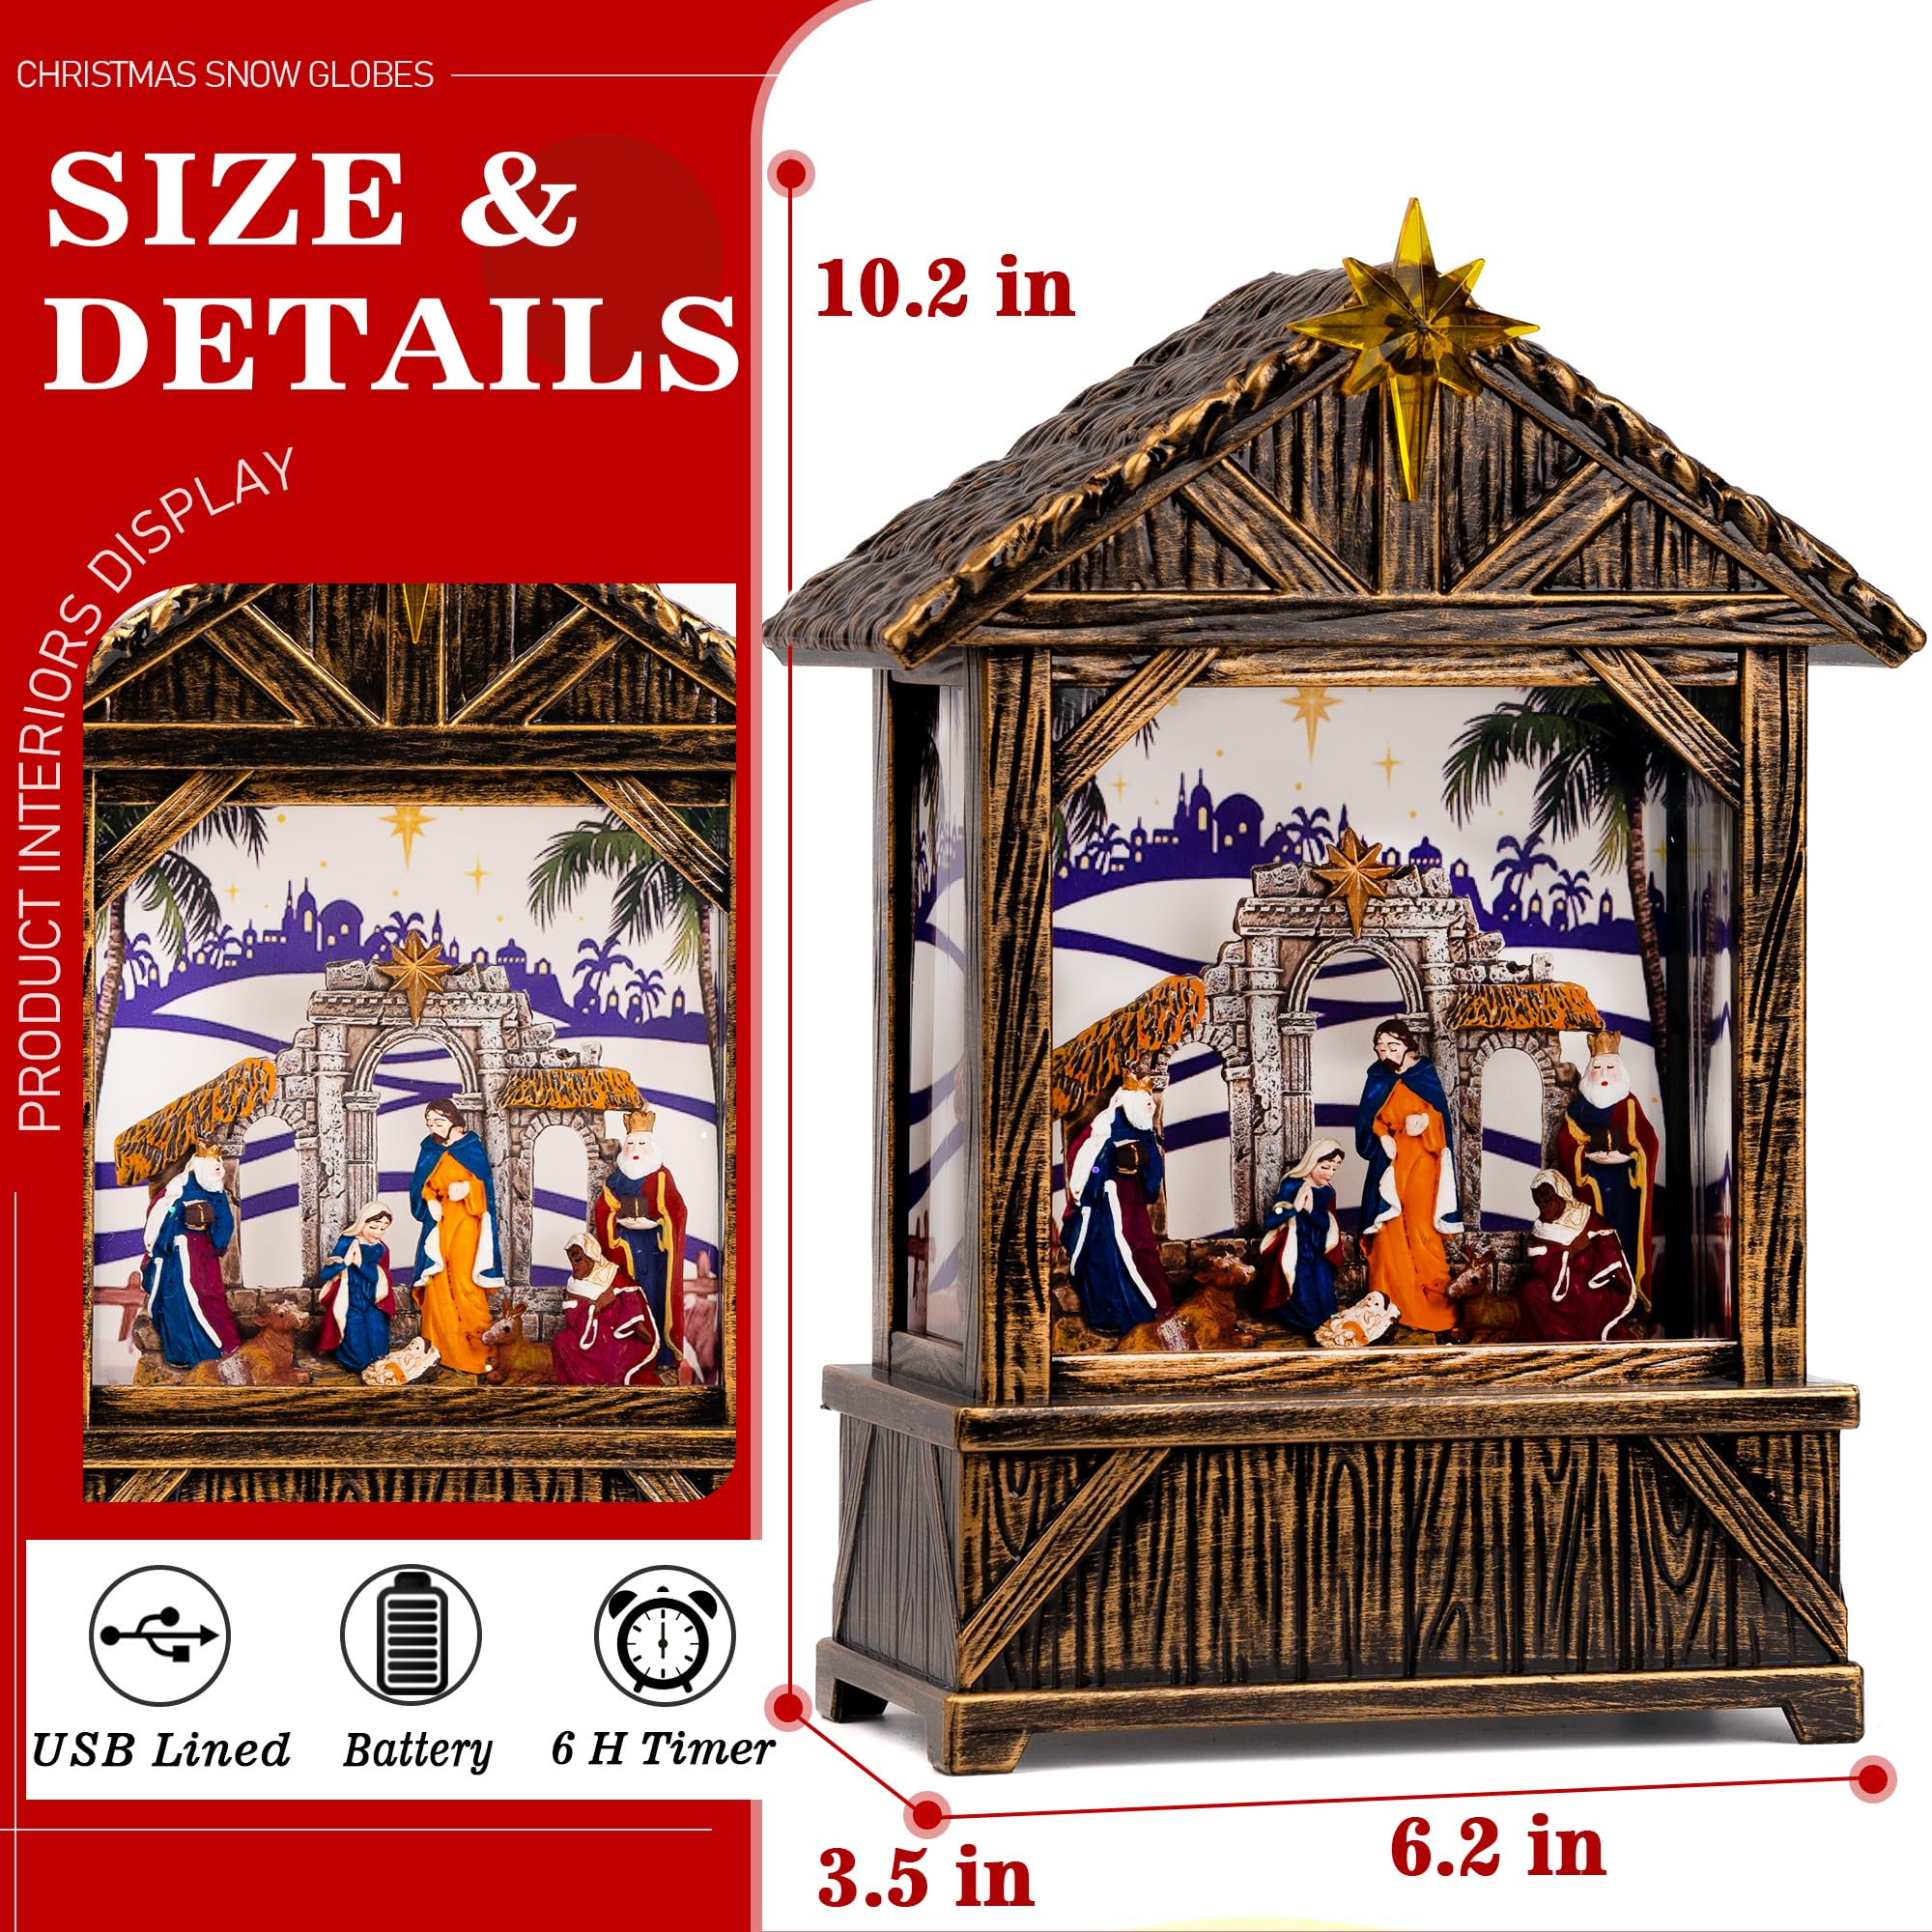 CHRISTMAS SNOW GLOBES
SIZE &
DETAILS
PRODUCT INTERIORS DISPLAY
10.2 in
USB Lined
Battery
6 H Timer
3.5 in
6.2 in